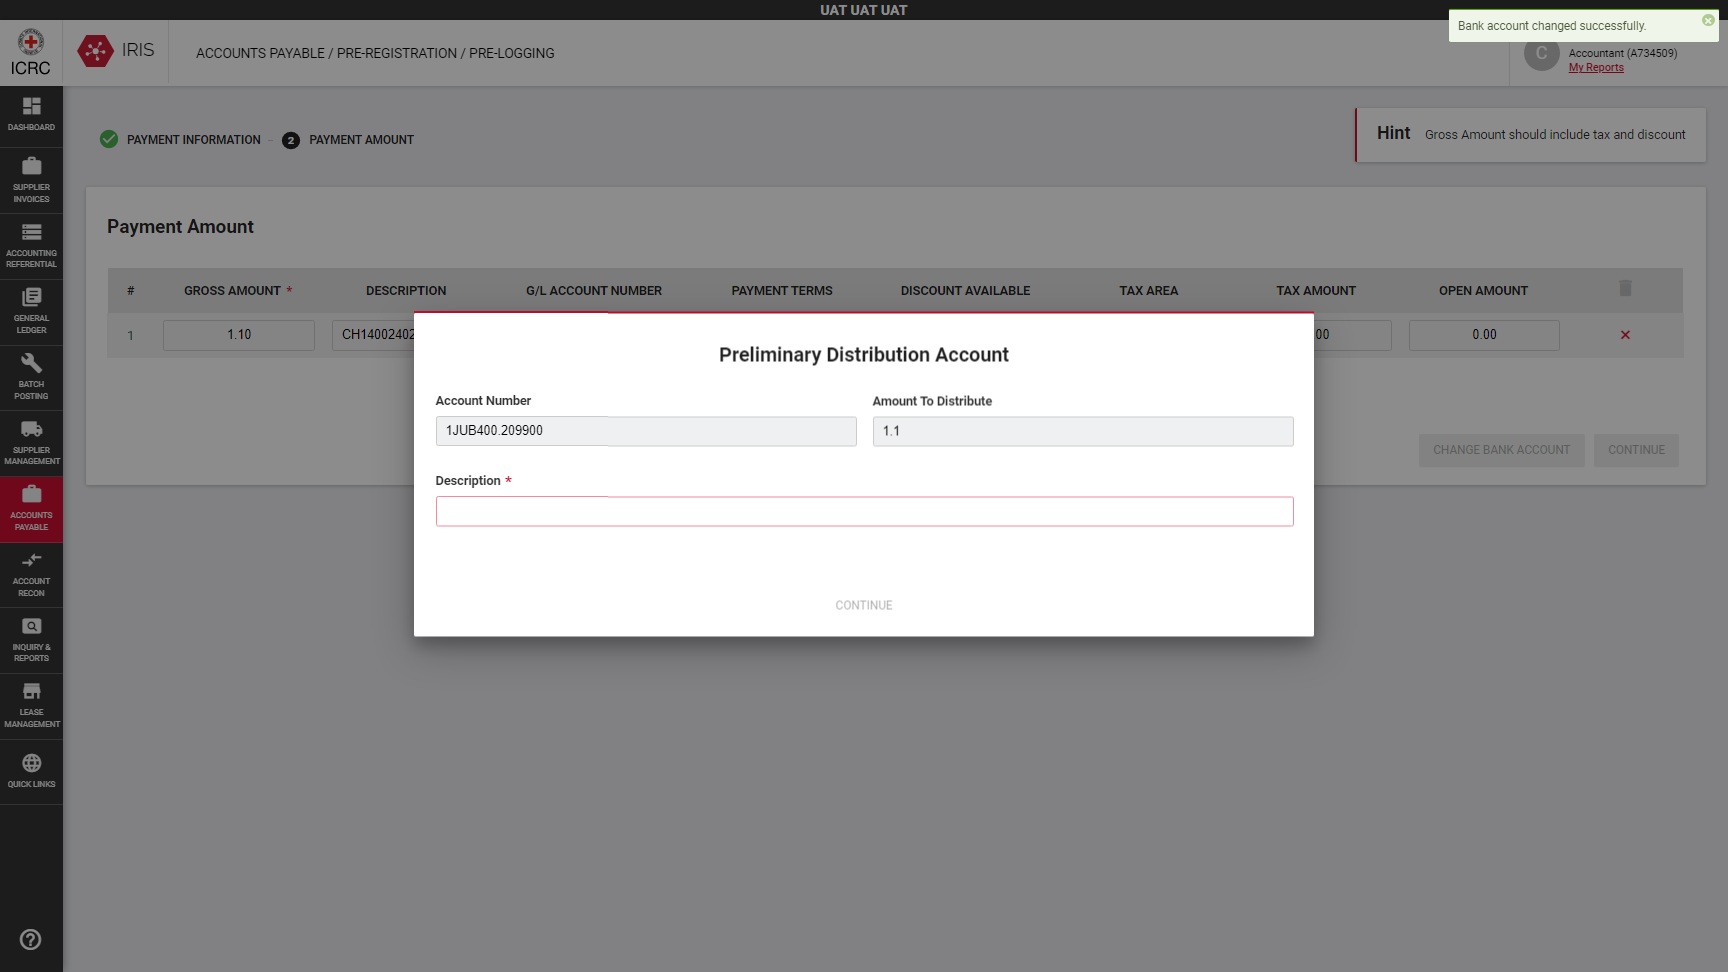 UAT UAT UAT
Bank account changed successfully.
ICRC
IRIS
ACCOUNTS PAYABLE / PRE-REGISTRATION / PRE-LOGGING
C
Accountant (A734509)
My Reports
DASHBOARD
SUPPLIER
INVOICES
ACCOUNTING
REFERENTIAL
GENERAL
LEDGER
BATCH
POSTING
SUPPLIER
MANAGEMENT
ACCOUNTS
PAYABLE
ACCOUNT
RECON
INQUIRY &
REPORTS
LEASE
MANAGEMENT
QUICK LINKS
PAYMENT INFORMATION - 2 PAYMENT AMOUNT
Hint Gross Amount should include tax and discount
Payment Amount
# GROSS AMOUNT * DESCRIPTION G/L ACCOUNT NUMBER PAYMENT TERMS DISCOUNT AVAILABLE TAX AREA TAX AMOUNT OPEN AMOUNT
1 1.10 CH14002402 00 0.00
CHANGE BANK ACCOUNT CONTINUE
Preliminary Distribution Account
Account Number Amount To Distribute
1JUB400.209900 1.1
Description *
CONTINUE